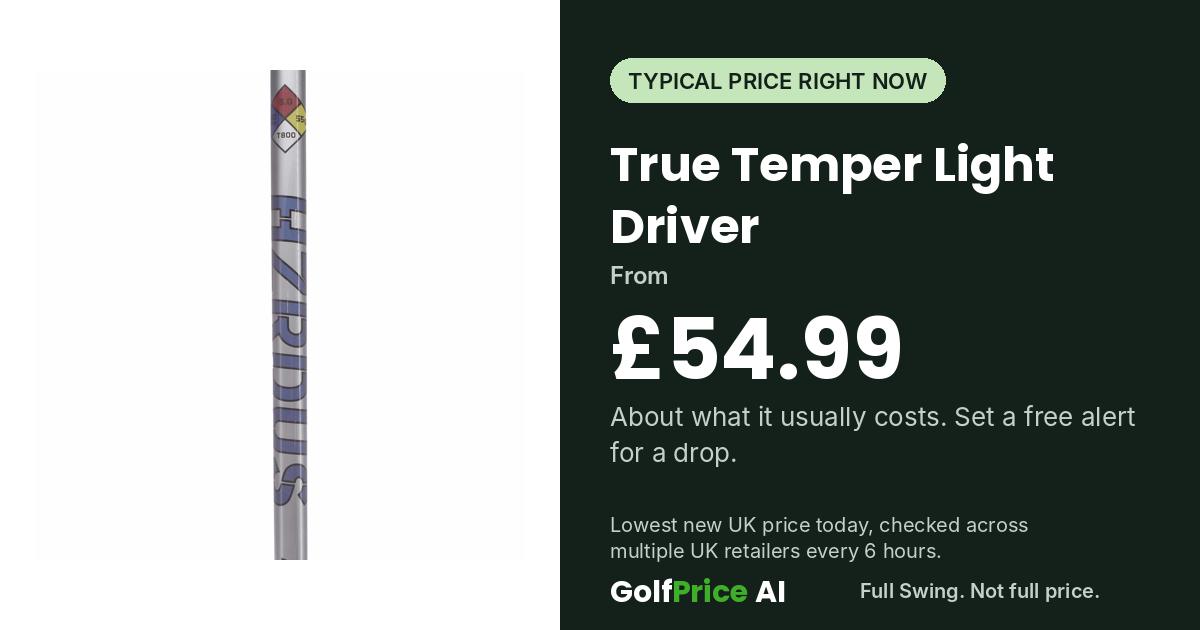 T800
HZRDUS
TYPICAL PRICE RIGHT NOW
True Temper Light
Driver
From
£54.99
About what it usually costs. Set a free alert
for a drop.
Lowest new UK price today, checked across
multiple UK retailers every 6 hours.
GolfPrice AI
Full Swing. Not full price.